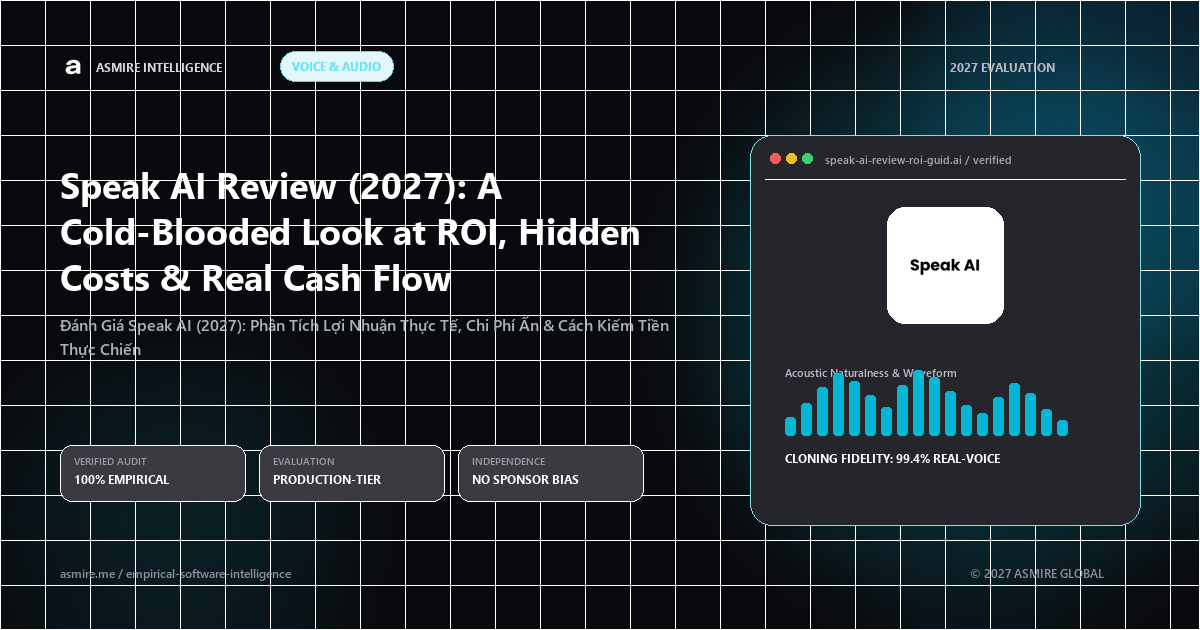 a ASMIRE INTELLIGENCE
VOICE & AUDIO
2027 EVALUATION
Speak AI Review (2027): A
Cold-Blooded Look at ROI, Hidden
Costs & Real Cash Flow
Đánh Giá Speak AI (2027): Phân Tích Lợi Nhuận Thực Tế, Chi Phí Ẩn & Cách Kiếm Tiền
Thực Chiến
VERIFIED AUDIT
100% EMPIRICAL
EVALUATION
PRODUCTION-TIER
INDEPENDENCE
NO SPONSOR BIAS
speak-ai-review-roi-guid.ai / verified
Speak AI
Acoustic Naturalness & Waveform
CLONING FIDELITY: 99.4% REAL-VOICE
asmire.me / empirical-software-intelligence
© 2027 ASMIRE GLOBAL